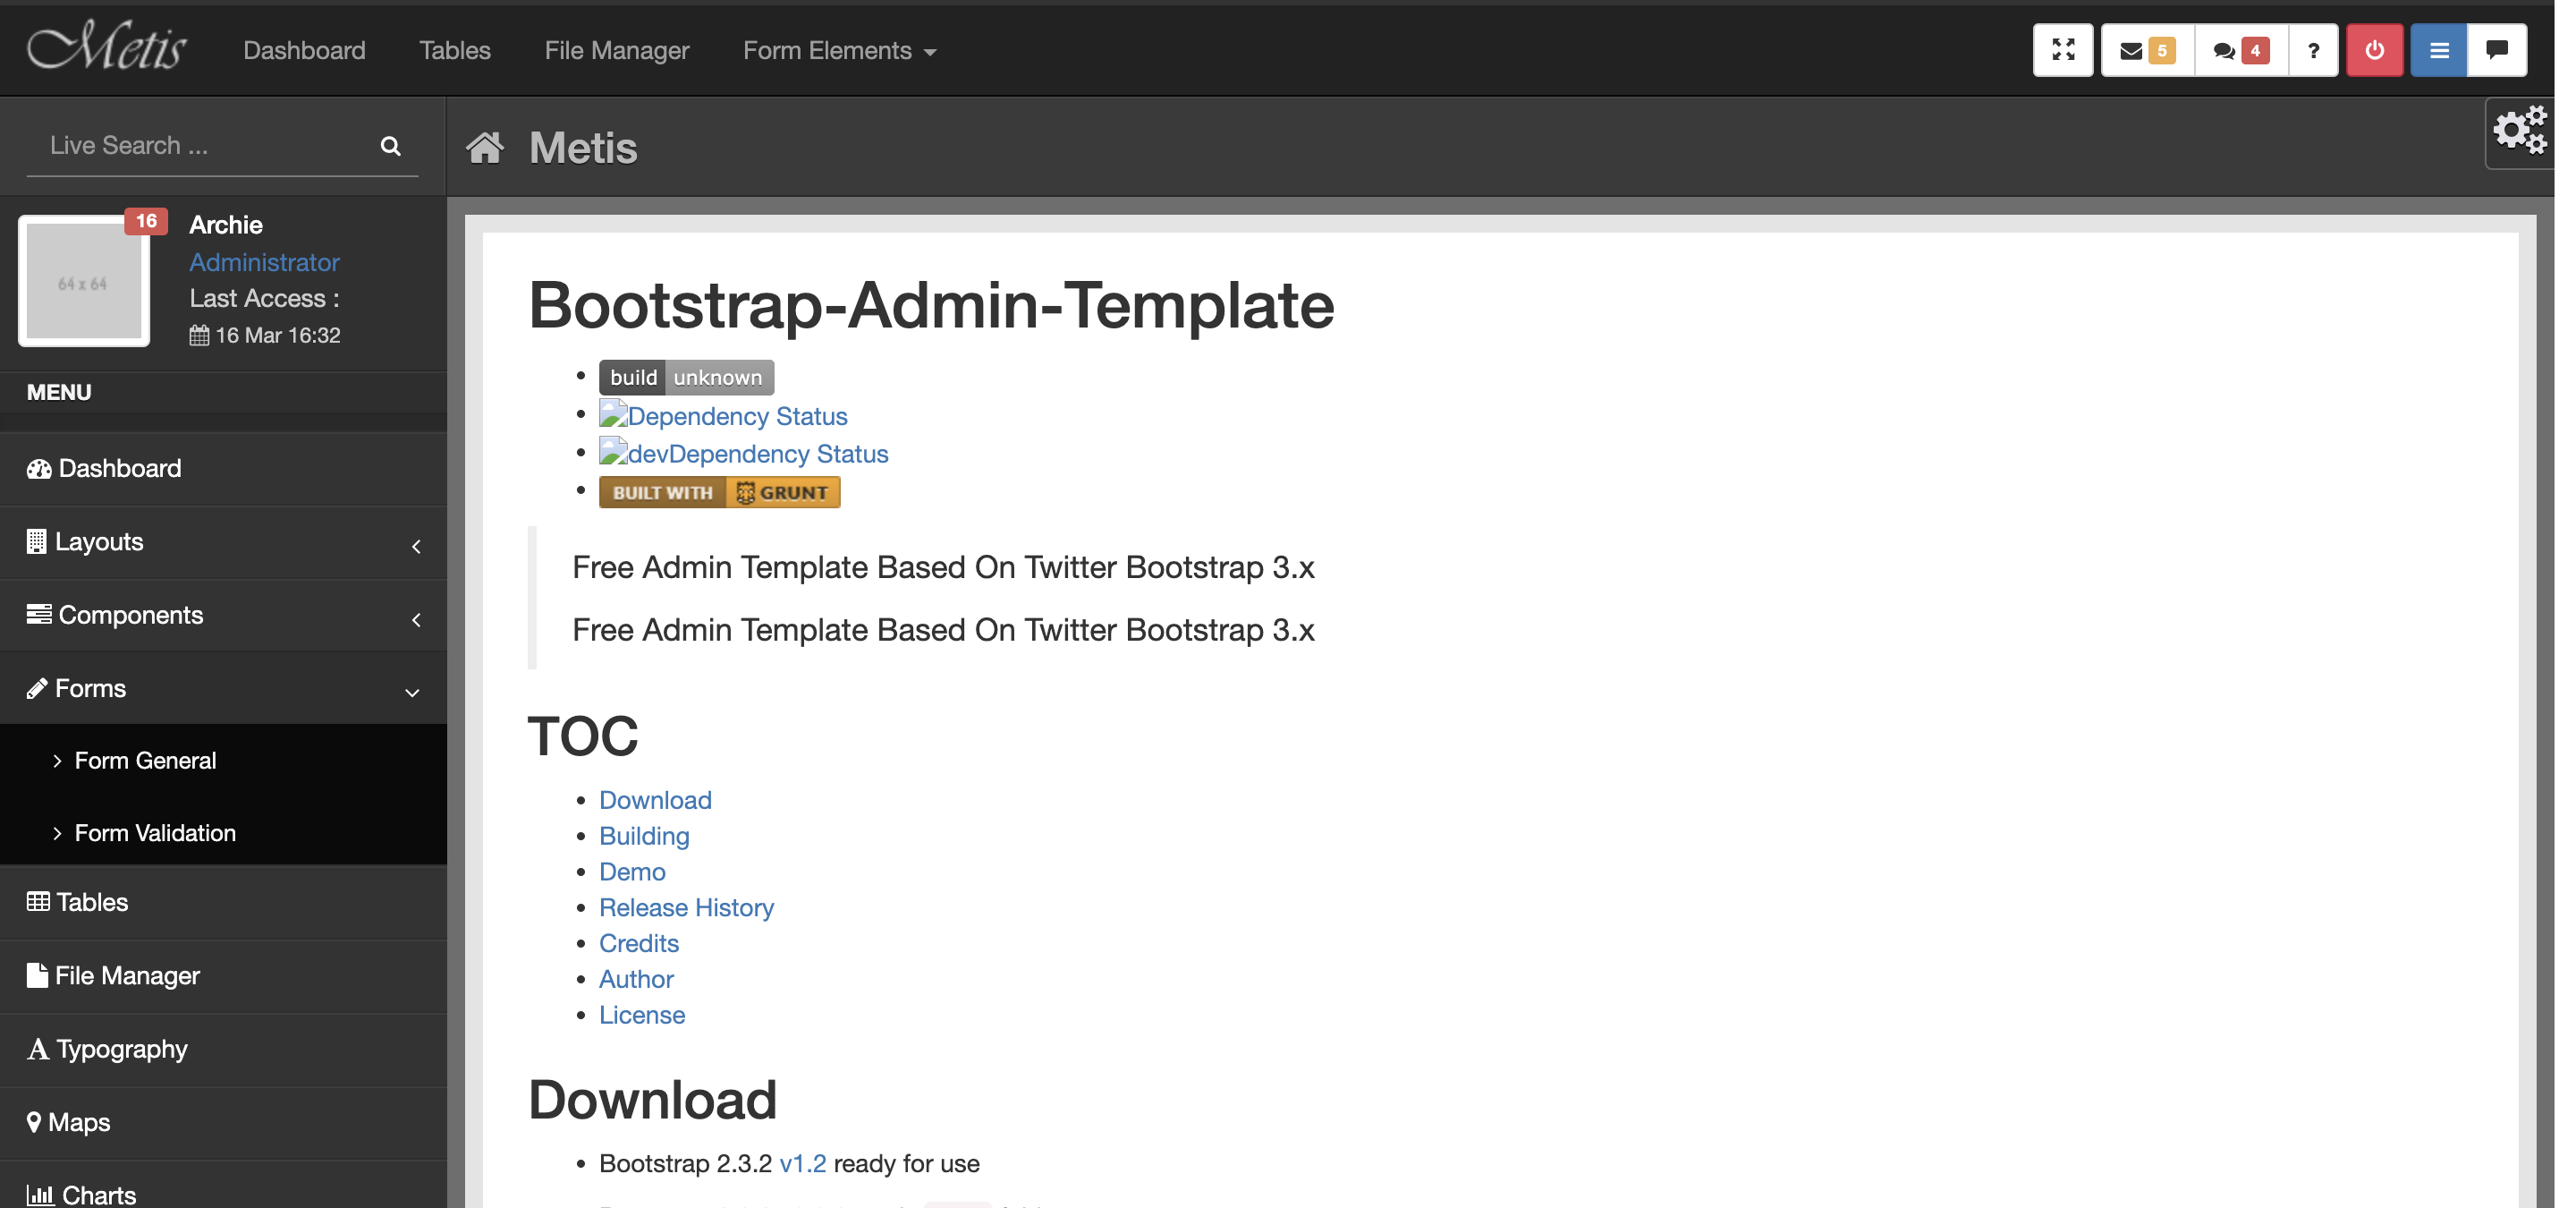 Metis Dashboard Tables File Manager Form Elements 5 4 ?
Live Search ...
Metis
16
64 x 64
Archie
Administrator
Last Access :
16 Mar 16:32
MENU
Dashboard
Layouts
Components
Forms
Form General
Form Validation
Tables
File Manager
Typography
Maps
Charts
Bootstrap-Admin-Template
build unknown
Dependency Status
devDependency Status
BUILT WITH GRUNT
Free Admin Template Based On Twitter Bootstrap 3.x
Free Admin Template Based On Twitter Bootstrap 3.x
TOC
Download
Building
Demo
Release History
Credits
Author
License
Download
Bootstrap 2.3.2 v1.2 ready for use